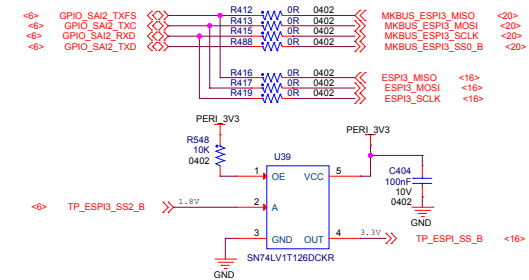 <6> GPIO_SAI2_TXFS R412 0R 0402 MKBUS_ESPI3_MISO <20>
<6> GPIO_SAI2_TXC R413 0R 0402 MKBUS_ESPI3_MOSI <20>
<6> GPIO_SAI2_RXD R415 0R 0402 MKBUS_ESPI3_SCLK <20>
<6> GPIO_SAI2_TXD R488 0R 0402 MKBUS_ESPI3_SS0_B <20>
R416 0R 0402 ESPI3_MISO <16>
R417 0R 0402 ESPI3_MOSI <16>
R419 0R 0402 ESPI3_SCLK <16>
PERI_3V3
PERI_3V3
R548
10K
0402
U39
1 OE VCC 5
C404
100nF
10V
0402
GND
<6> TP_ESPI3_SS2_B 1.8V 2 A
3 GND OUT 4 3.3V TP_ESPI_SS_B <16>
SN74LV1T126DCKR
GND